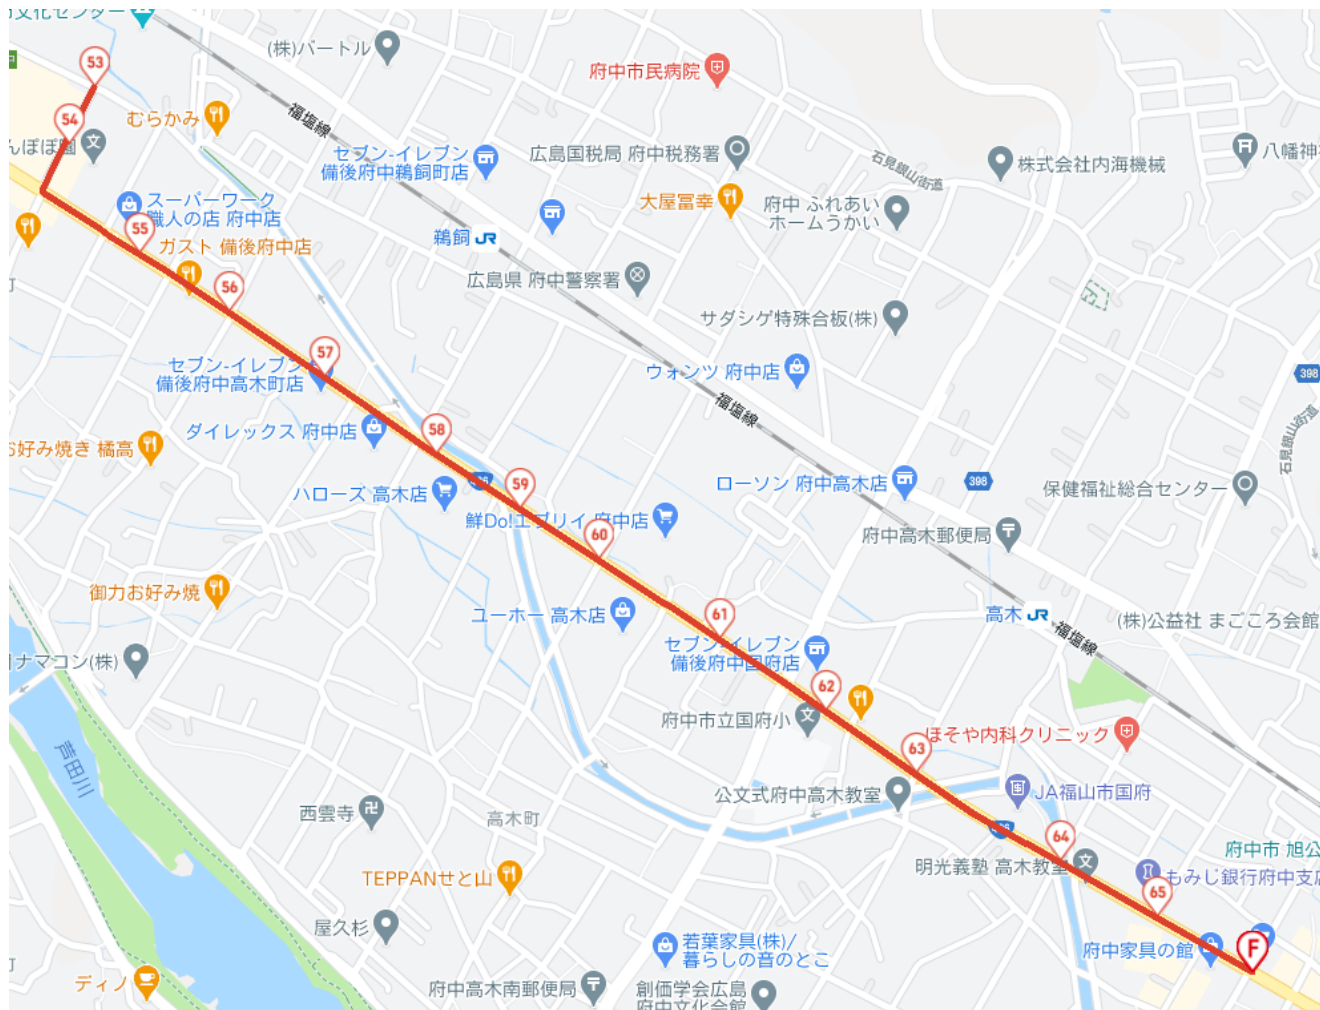 文化センター
53
(株)バートル
府中市民病院
54
むらかみ
福塩線
んぽぽ園
セブン-イレブン
備後府中鵜飼町店
広島国税局 府中税務署
石見銀山街道
株式会社内海機械
八幡神社
スーパーワーク
職人の店 府中店
大屋冨幸
府中 ふれあい
ホームうかい
55
ガスト 備後府中店
鵜飼
JR
広島県 府中警察署
56
サダシゲ特殊合板(株)
57
セブン-イレブン
備後府中高木町店
ウォンツ 府中店
398
福塩線
58
ダイレックス 府中店
お好み焼き 橘高
石見銀山街道
59
ハローズ 高木店
鮮Do!エブリイ 府中店
ローソン 府中高木店
398
保健福祉総合センター
60
府中高木郵便局
御力お好み焼
ユーホー 高木店
61
高木
JR
福塩線
(株)公益社 まごころ会館
セブン-イレブン
備後府中国府店
ナマコン(株)
62
府中市立国府小
63
ほそや内科クリニック
芦田川
公文式府中高木教室
JA福山市国府
西雲寺
高木町
64
府中市 旭公
明光義塾 高木教室
もみじ銀行府中支店
TEPPANせと山
65
屋久杉
若葉家具(株)/
暮らしの音のとこ
府中家具の館
F
ディノ
府中高木南郵便局
創価学会広島
府中文化会館